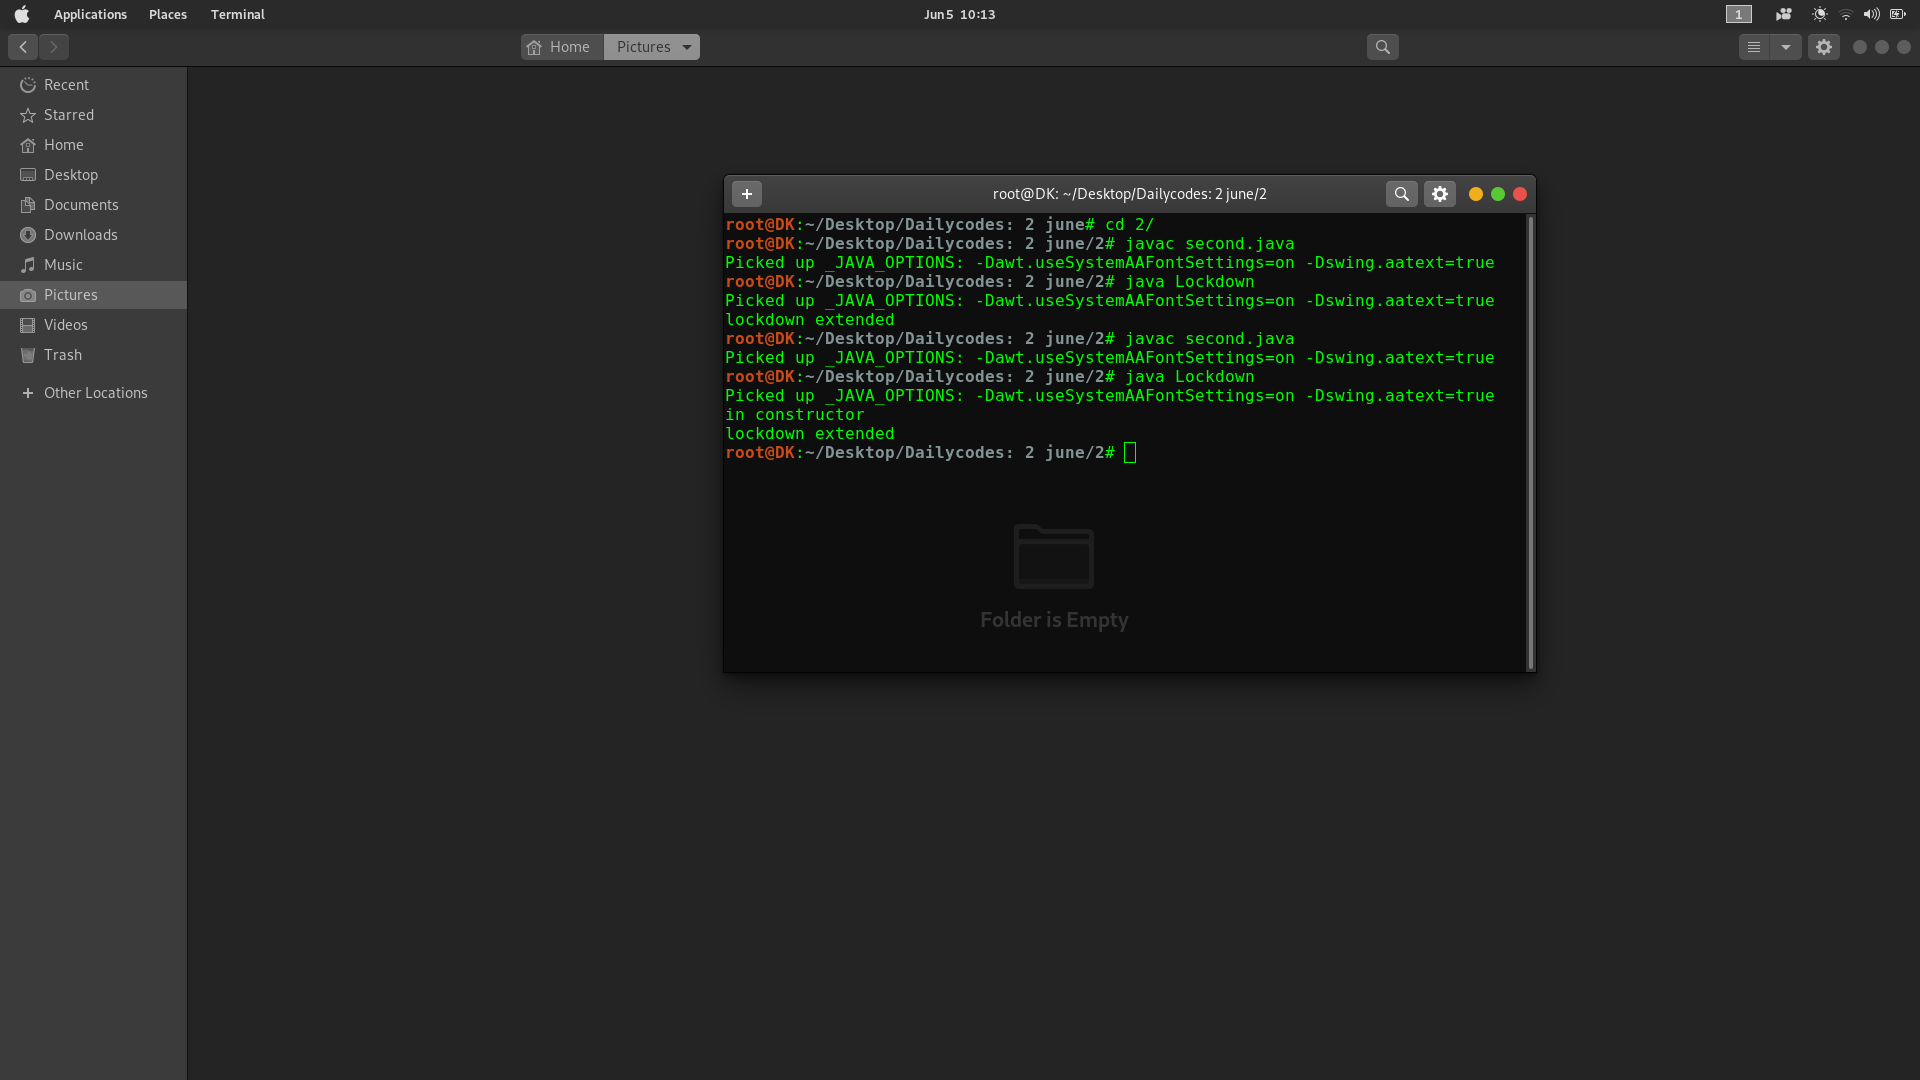 Applications Places Terminal Jun 5 10:13 1
Home Pictures
Recent
Starred
Home
Desktop
Documents
Downloads
Music
Pictures
Videos
Trash
Other Locations
root@DK: ~/Desktop/Dailycodes: 2 june/2
root@DK:~/Desktop/Dailycodes: 2 june# cd 2/
root@DK:~/Desktop/Dailycodes: 2 june/2# javac second.java
Picked up _JAVA_OPTIONS: -Dawt.useSystemAAFontSettings=on -Dswing.aatext=true
root@DK:~/Desktop/Dailycodes: 2 june/2# java Lockdown
Picked up _JAVA_OPTIONS: -Dawt.useSystemAAFontSettings=on -Dswing.aatext=true
lockdown extended
root@DK:~/Desktop/Dailycodes: 2 june/2# javac second.java
Picked up _JAVA_OPTIONS: -Dawt.useSystemAAFontSettings=on -Dswing.aatext=true
root@DK:~/Desktop/Dailycodes: 2 june/2# java Lockdown
Picked up _JAVA_OPTIONS: -Dawt.useSystemAAFontSettings=on -Dswing.aatext=true
in constructor
lockdown extended
root@DK:~/Desktop/Dailycodes: 2 june/2#
Folder is Empty